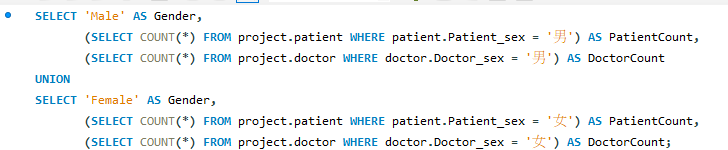 SELECT 'Male' AS Gender,
(SELECT COUNT(*) FROM project.patient WHERE patient.Patient_sex = '男') AS PatientCount,
(SELECT COUNT(*) FROM project.doctor WHERE doctor.Doctor_sex = '男') AS DoctorCount
UNION
SELECT 'Female' AS Gender,
(SELECT COUNT(*) FROM project.patient WHERE patient.Patient_sex = '女') AS PatientCount,
(SELECT COUNT(*) FROM project.doctor WHERE doctor.Doctor_sex = '女') AS DoctorCount;